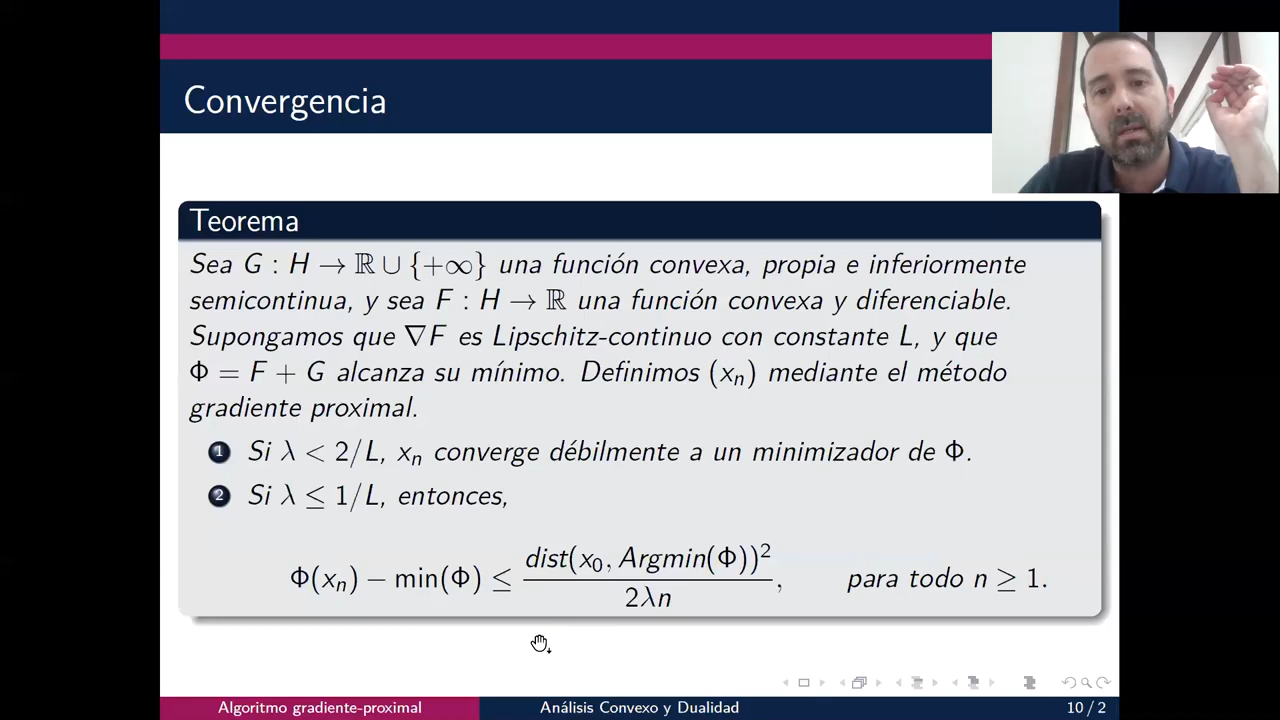 Convergencia
Teorema
Sea G : H → ℝ ∪ {+∞} una función convexa, propia e inferiormente
semicontinua, y sea F : H → ℝ una función convexa y diferenciable.
Supongamos que ∇F es Lipschitz-continuo con constante L, y que
Φ = F + G alcanza su mínimo. Definimos (xₙ) mediante el método
gradiente proximal.
1 Si λ < 2/L, xₙ converge débilmente a un minimizador de Φ.
2 Si λ ≤ 1/L, entonces,
Φ(xₙ) − min(Φ) ≤ dist(x₀, Argmin(Φ))² / 2λn, para todo n ≥ 1.
Algoritmo gradiente-proximal Análisis Convexo y Dualidad 10 / 2